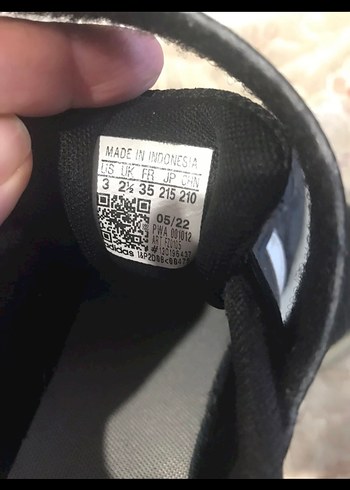 MADE IN INDONESIA
US UK FR JP CHN
3 2½ 35 215 210
05/22
PWA 001012
adidas